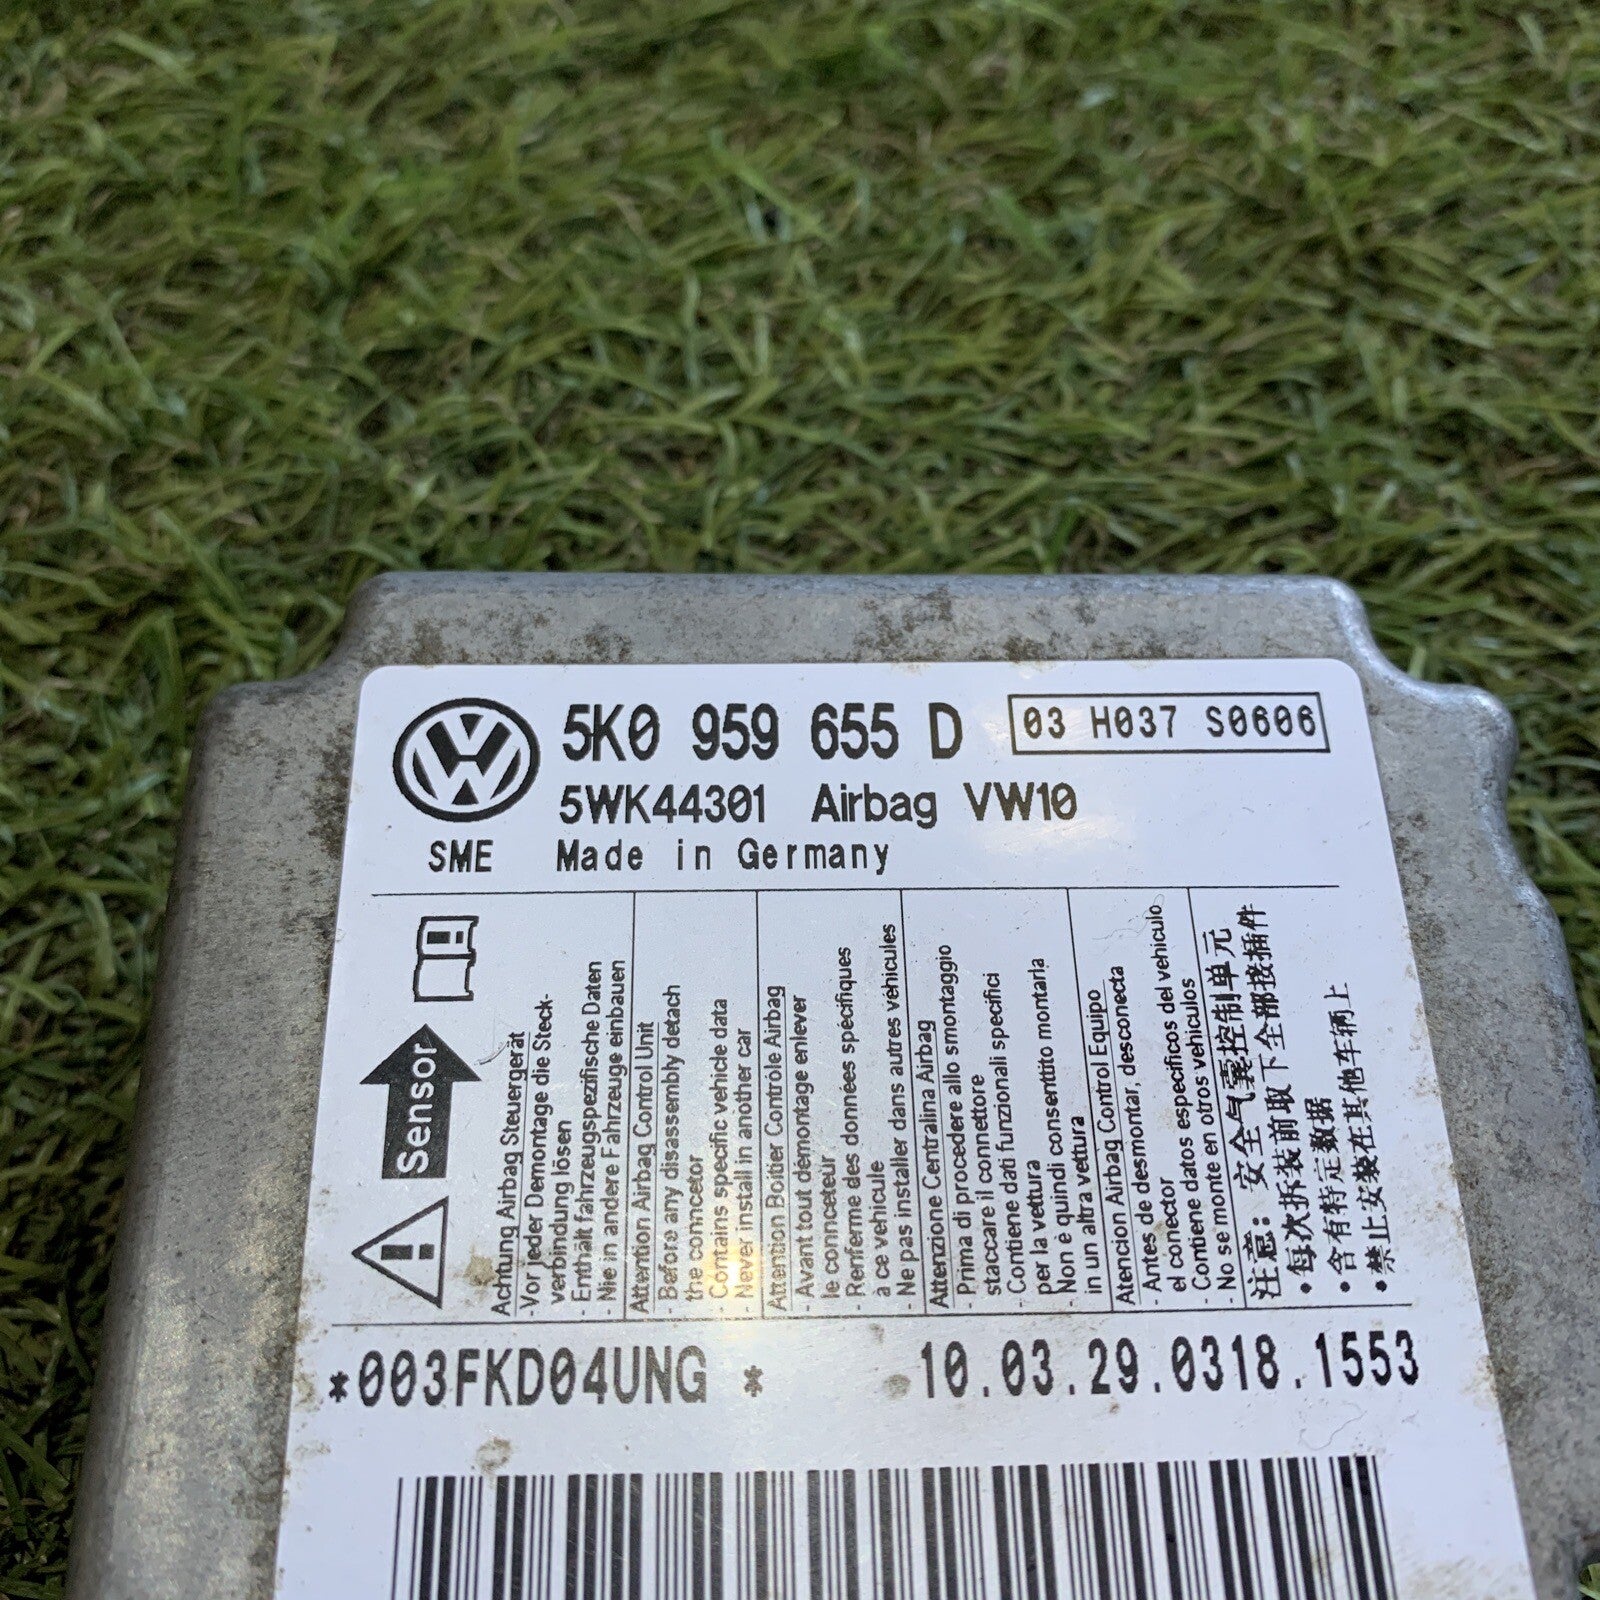 5K0 959 655 D
03 H037 S0606
5WK44301 Airbag VW10
SME Made in Germany
Sensor
Achtung Airbag Steuergerät
-Vor jeder Demontage die Steck-
verbindung lösen
- Enthält fahrzeugspezifische Daten
- Nie in andere Fahrzeuge einbauen
Attention Airbag Control Unit
- Before any disassembly detach
the conncetor
- Contains specific vehicle data
- Never install in another car
Attention Boitier Controle Airbag
- Avant tout démontage enlever
le connceteur
- Renferme des données spécifiques
a ce vehicule
- Ne pas installer dans autres véhicules
Attenzione Centralina Airbag
- Prima di procedere allo smontaggio
staccare il connettore
- Contiene dati funzionali specifici
per la vettura
- Non è quindi consentito montarla
in un altra vettura
Atencion Airbag Control Equipo
- Antes de desmontar, desconecta
el conector
- Contiene datos especificos del vehiculo
- No se monte en otros vehiculos
注意：安全气囊控制单元
• 每次拆装前取下全部接插件
• 含有特定数据
• 禁止安装在其他车辆上
*003FKD04UNG *
10.03.29.0318.1553